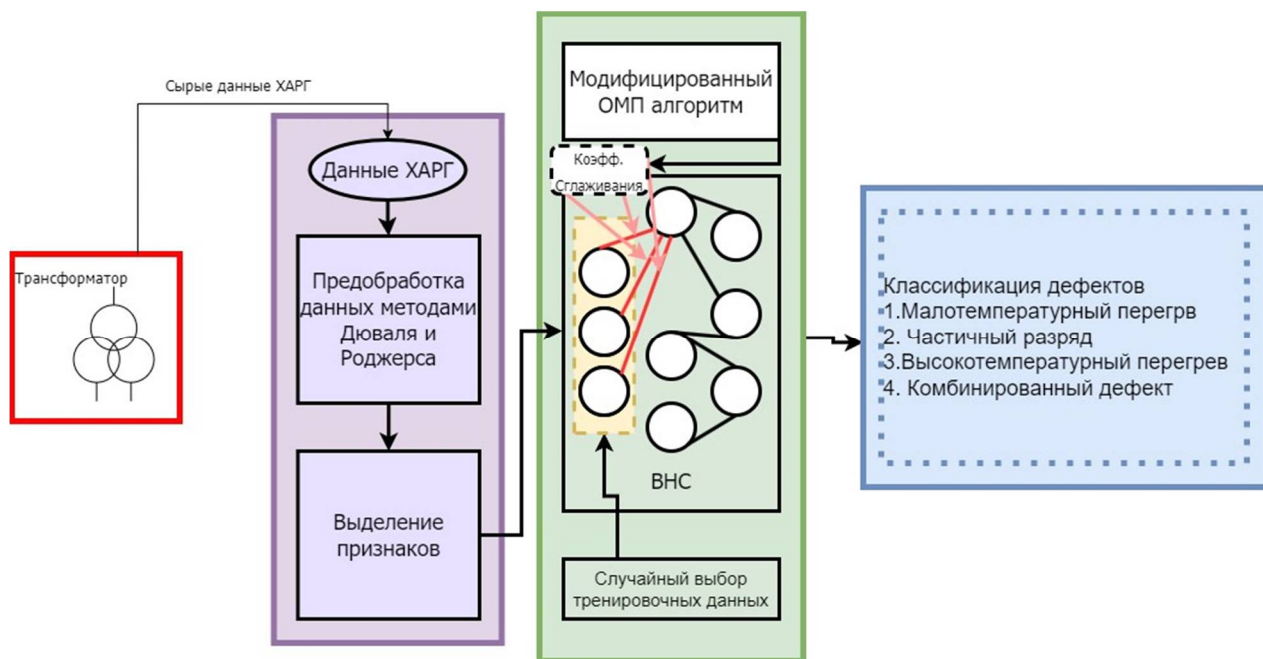 Сырые данные ХАРГ
Трансформатор
Данные ХАРГ
Предобработка
данных методами
Дюваля и
Роджерса
Выделение
признаков
Модифицированный
ОМП алгоритм
Коэфф.
Сглаживания
ВНС
Случайный выбор
тренировочных данных
Классификация дефектов
1.Малотемпературный перегрв
2. Частичный разряд
3.Высокотемпературный перегрев
4. Комбинированный дефект